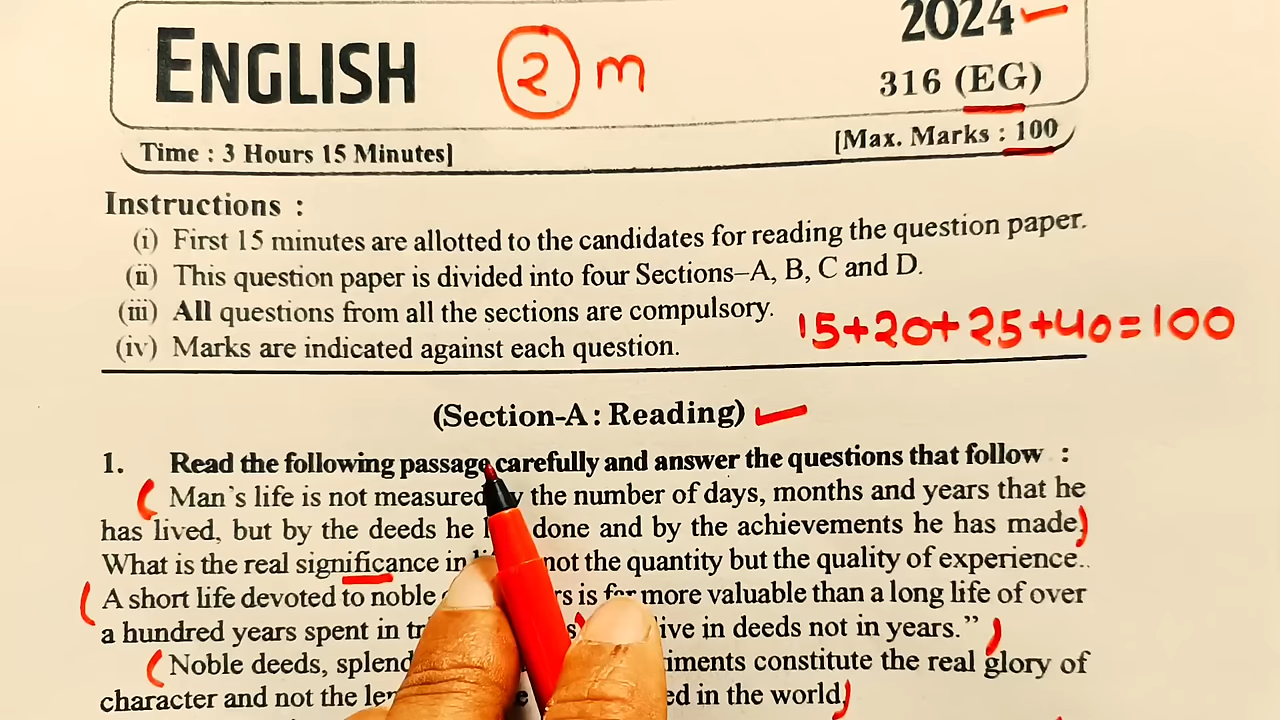 ENGLISH
2 m
2024
316 (EG)
Time : 3 Hours 15 Minutes]
[Max. Marks : 100
Instructions :
(i) First 15 minutes are allotted to the candidates for reading the question paper.
(ii) This question paper is divided into four Sections–A, B, C and D.
(iii) All questions from all the sections are compulsory.
15+20+25+40=100
(iv) Marks are indicated against each question.
(Section-A : Reading)
1. Read the following passage carefully and answer the questions that follow :
Man's life is not measured the number of days, months and years that he
has lived, but by the deeds he done and by the achievements he has made,
What is the real significance in not the quantity but the quality of experience.
A short life devoted to noble is far more valuable than a long life of over
a hundred years spent in in deeds not in years.”
Noble deeds, constitute the real glory of
character and not the in the world,